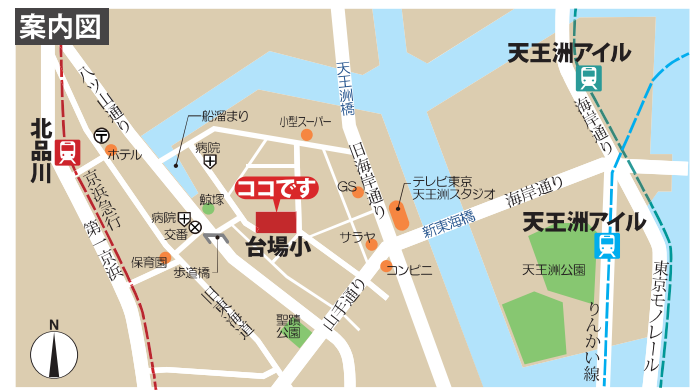 案内図
天王洲アイル
八ツ山通り
天王洲橋
海岸通り
船溜まり
小型スーパー
北品川
ホテル
病院
旧海岸通り
ココです
GS
テレビ東京
天王洲スタジオ
海岸通り
鯨塚
京浜急行
病院
交番
台場小
サラヤ
新東海橋
天王洲アイル
第一京浜
保育園
歩道橋
コンビニ
天王洲公園
東京モノレール
旧東海道
山手通り
りんかい線
聖蹟
公園
N